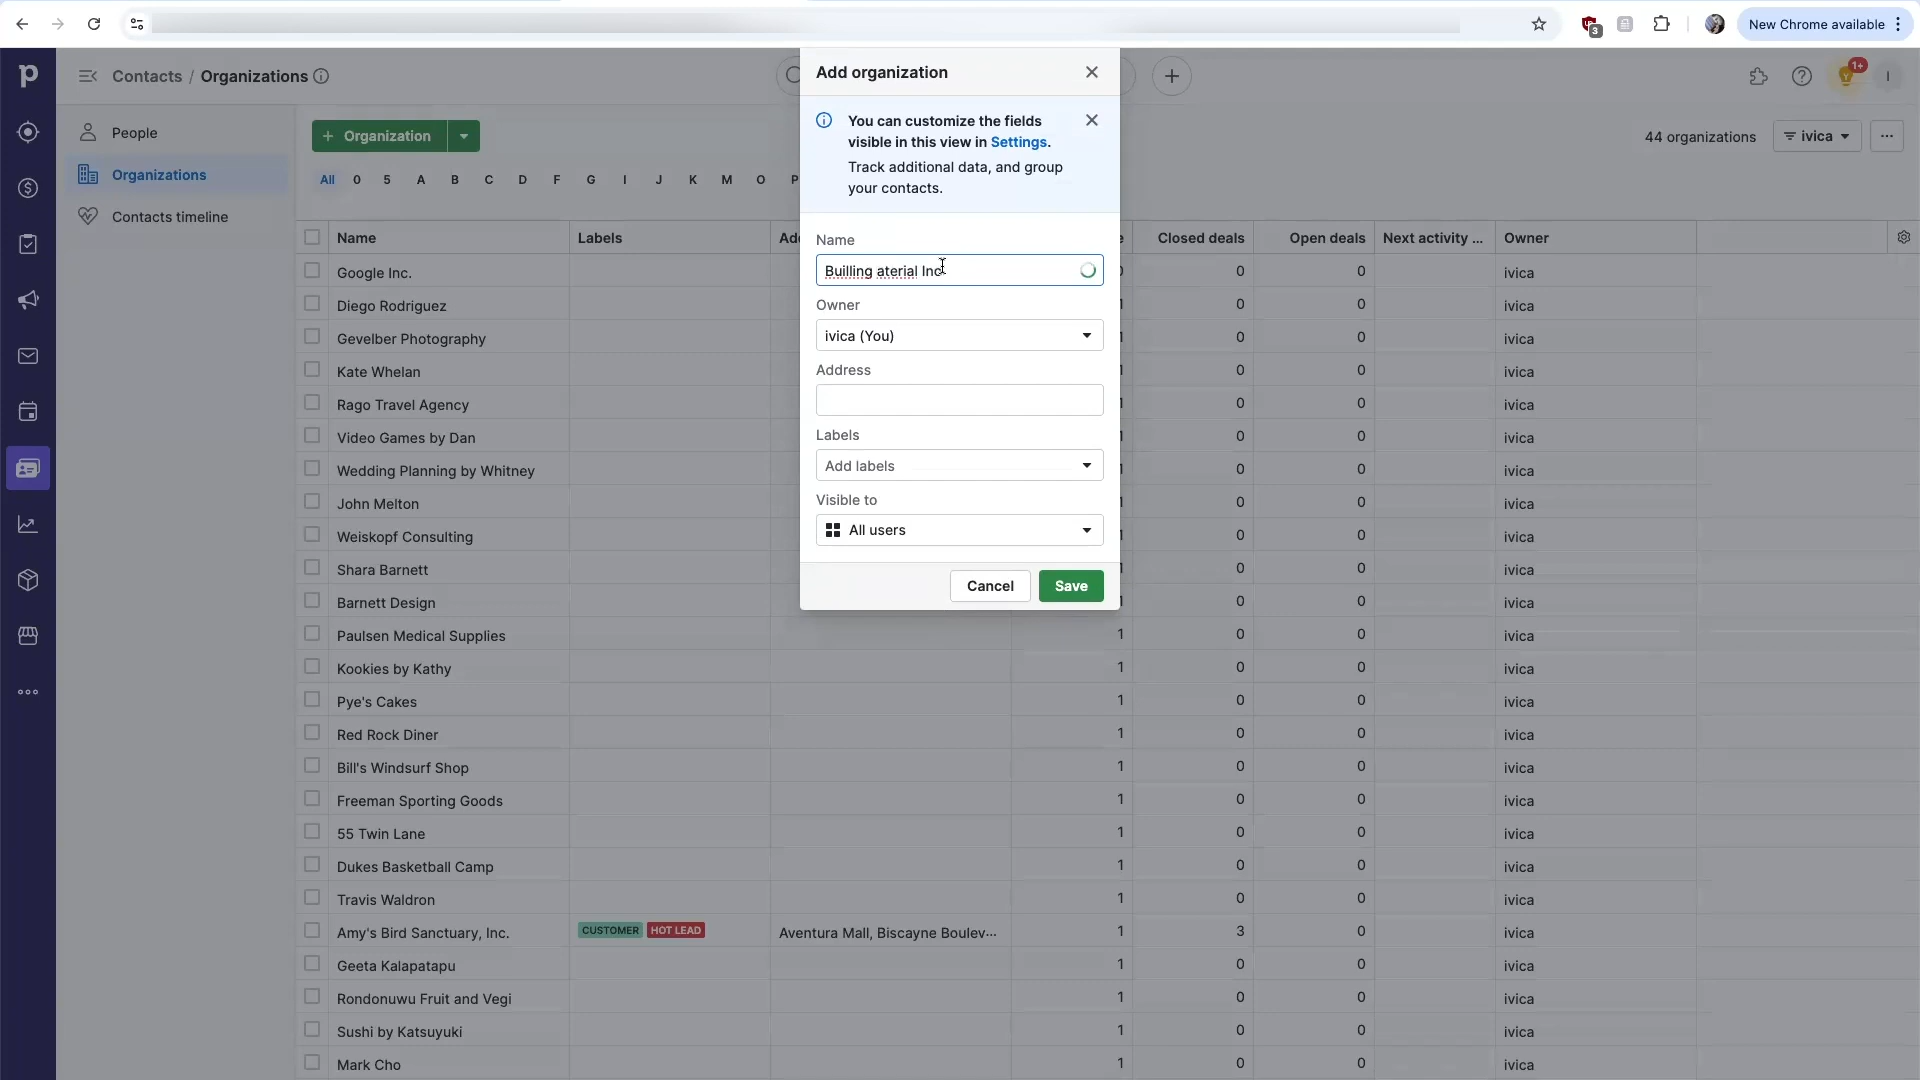 New Chrome available
3
p
Contacts / Organizations
1+
I
Add organization
You can customize the fields
visible in this view in Settings.
Track additional data, and group
your contacts.
People
Organizations
Contacts timeline
+ Organization
44 organizations
ivica
All 0 5 A B C D F G I J K M O P
Name Labels Closed deals Open deals Next activity ... Owner
Name
Builling aterial Inc
Owner
ivica (You)
Address
Labels
Add labels
Visible to
All users
Cancel Save
Google Inc. 0 0 ivica
Diego Rodriguez 0 0 ivica
Gevelber Photography 0 0 ivica
Kate Whelan 0 0 ivica
Rago Travel Agency 0 0 ivica
Video Games by Dan 0 0 ivica
Wedding Planning by Whitney 0 0 ivica
John Melton 0 0 ivica
Weiskopf Consulting 0 0 ivica
Shara Barnett 0 0 ivica
Barnett Design 0 0 ivica
Paulsen Medical Supplies 1 0 0 ivica
Kookies by Kathy 1 0 0 ivica
Pye's Cakes 1 0 0 ivica
Red Rock Diner 1 0 0 ivica
Bill's Windsurf Shop 1 0 0 ivica
Freeman Sporting Goods 1 0 0 ivica
55 Twin Lane 1 0 0 ivica
Dukes Basketball Camp 1 0 0 ivica
Travis Waldron 1 0 0 ivica
Amy's Bird Sanctuary, Inc. CUSTOMER HOT LEAD Aventura Mall, Biscayne Boulev... 1 3 0 ivica
Geeta Kalapatapu 1 0 0 ivica
Rondonuwu Fruit and Vegi 1 0 0 ivica
Sushi by Katsuyuki 1 0 0 ivica
Mark Cho 1 0 0 ivica